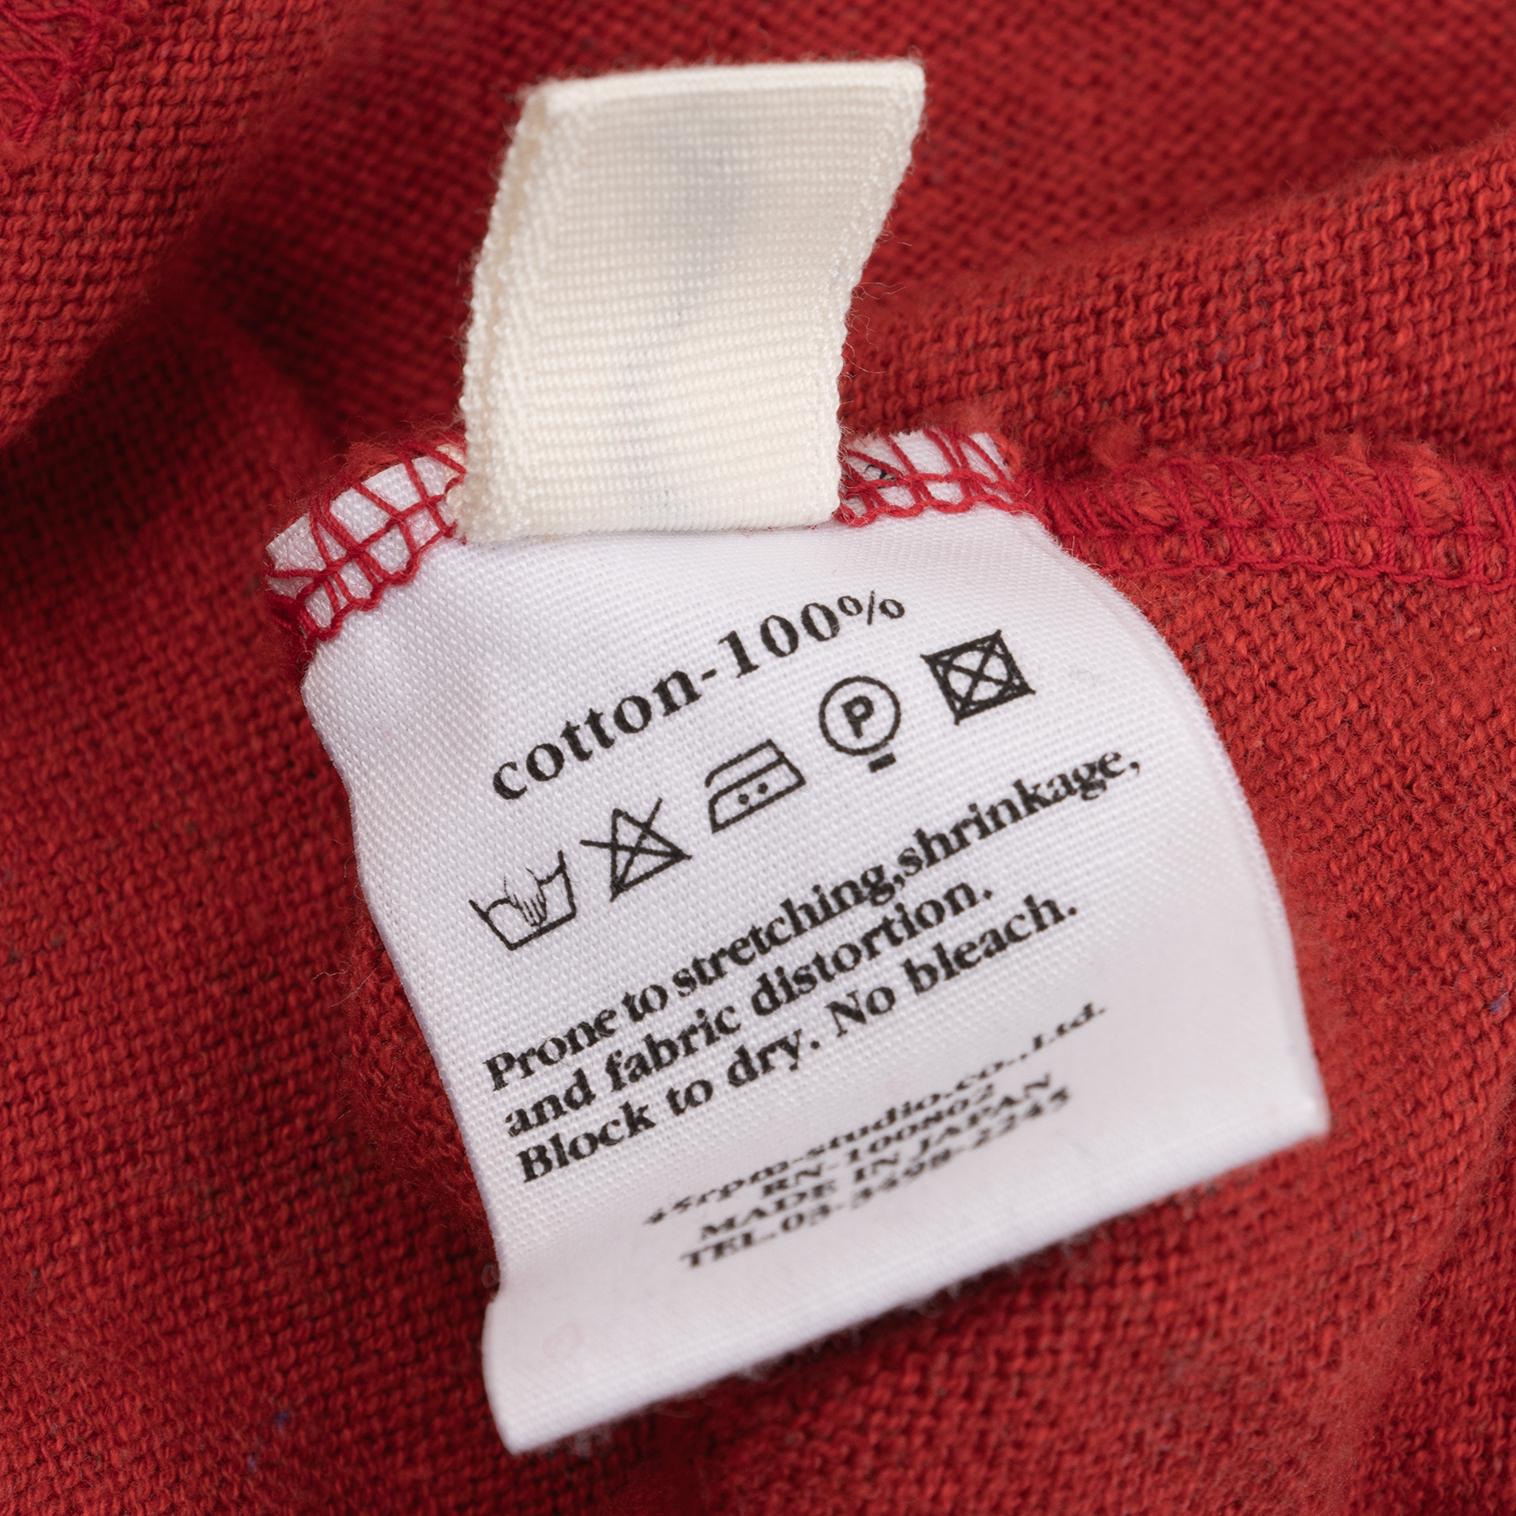 cotton-100%
P
Prone to stretching,shrinkage,
and fabric distortion.
Block to dry. No bleach.
45rpm-studio.co.,Ltd.
RN-100802
MADE IN JAPAN
TEL.03-3498-2245